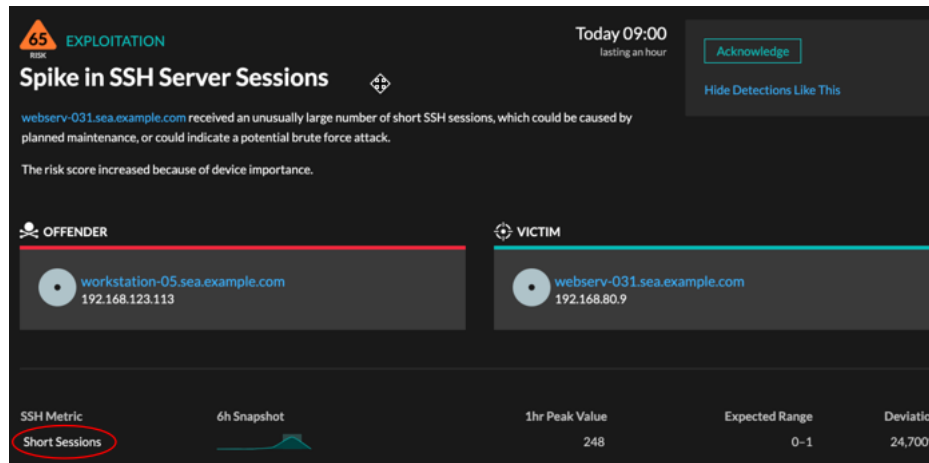 65 EXPLOITATION
RISK
Today 09:00
lasting an hour
Acknowledge
Spike in SSH Server Sessions
Hide Detections Like This
webserv-031.sea.example.com received an unusually large number of short SSH sessions, which could be caused by
planned maintenance, or could indicate a potential brute force attack.
The risk score increased because of device importance.
OFFENDER
VICTIM
workstation-05.sea.example.com
192.168.123.113
webserv-031.sea.example.com
192.168.80.9
SSH Metric 6h Snapshot 1hr Peak Value Expected Range Deviatio
Short Sessions 248 0–1 24,700